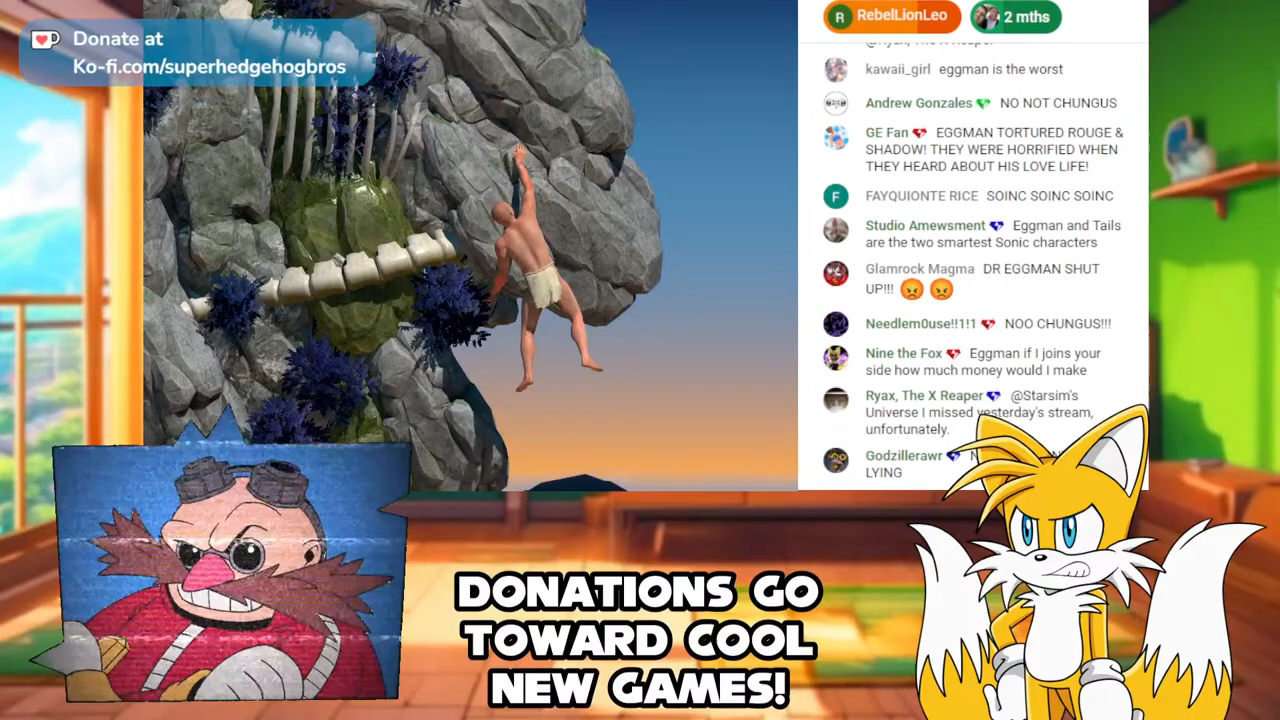 Donate at
Ko-fi.com/superhedgehogbros
R RebelLionLeo 2 mths
kawaii_girl eggman is the worst
Andrew Gonzales NO NOT CHUNGUS
GE Fan EGGMAN TORTURED ROUGE &
SHADOW! THEY WERE HORRIFIED WHEN
THEY HEARD ABOUT HIS LOVE LIFE!
F FAYQUIONTE RICE SOINC SOINC SOINC
Studio Amewsment Eggman and Tails
are the two smartest Sonic characters
Glamrock Magma DR EGGMAN SHUT
UP!!!
Needlem0use!!1!1 NOO CHUNGUS!!!
Nine the Fox Eggman if I joins your
side how much money would I make
Ryax, The X Reaper @Starsim's
Universe I missed yesterday's stream,
unfortunately.
Godzillerawr
LYING
DONATIONS GO
TOWARD COOL
NEW GAMES!